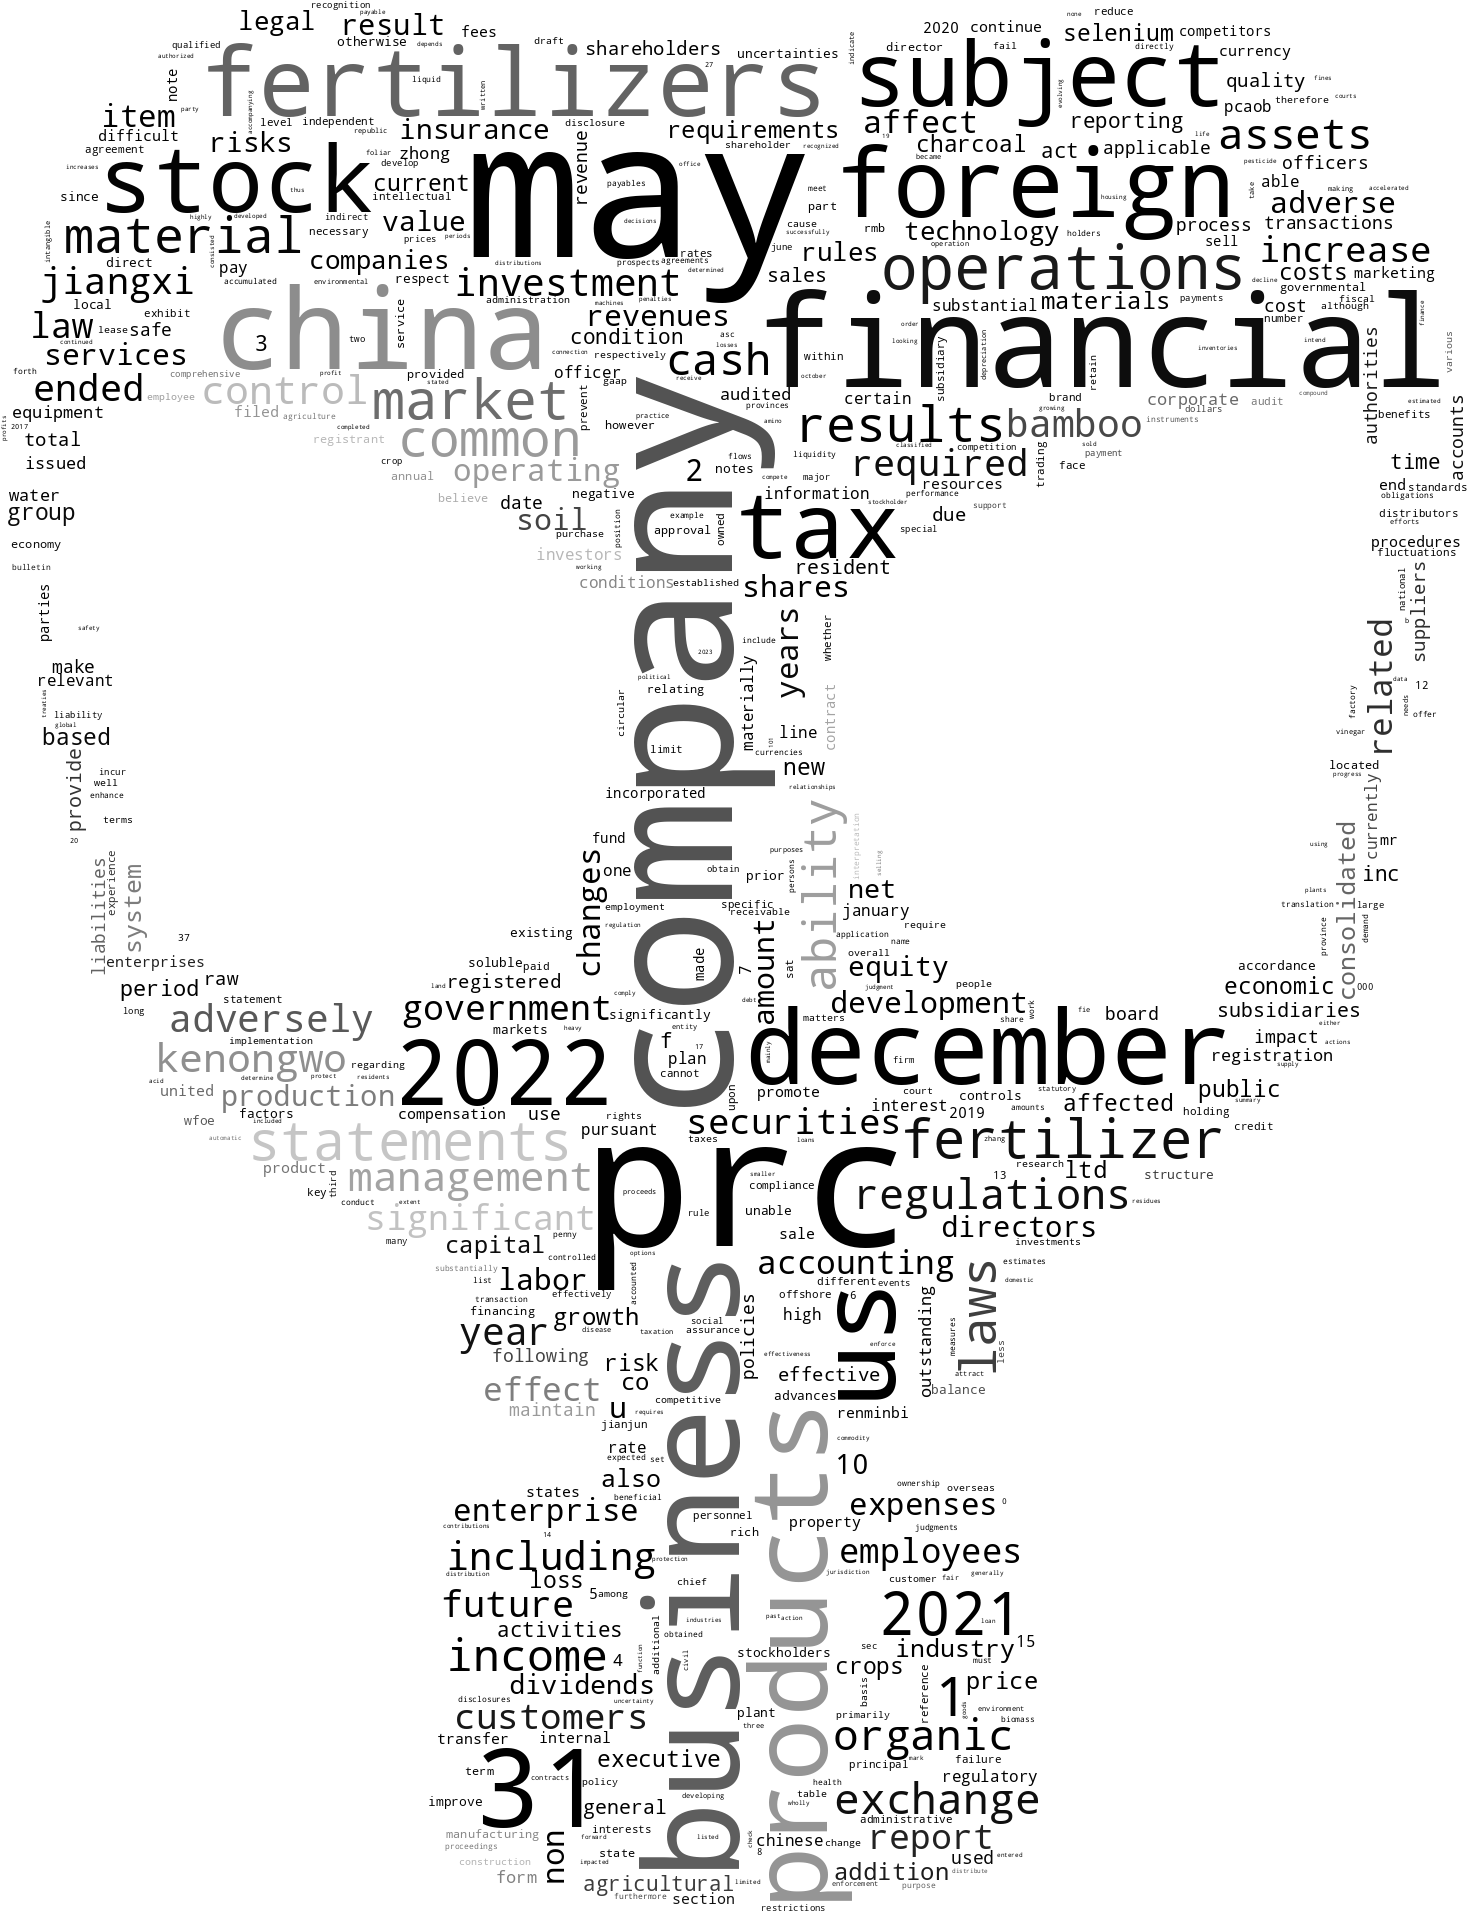 recognition payable
legal result fees 2020 continue none reduce
qualified otherwise depends draft shareholders uncertainties director fail selenium competitors
authorized fertilizers liquid written 27 indicate subject directly currency
note quality fines
item party accompanying evolving pcaob therefore courts
difficult level independent disclosure requirements affect 19 reporting life assets
agreement risks republic insurance revenue shareholder recognized charcoal act applicable
increases stock foliar zhong develop may office became foreign pesticide officers
since thus current intellectual payables meet housing take able making accelerated
highly developed indirect value decisions part adverse
material necessary prices periods cause successfully rmb technology holders process transactions
intangible consisted direct companies distributions prospects agreements rates june rules operation sell increase
jiangxi pay accumulated environmental respect investment determined sales operations costs marketing
local exhibit china administration machines penalties substantial materials payments governmental
law lease safe service revenues asc order cost although fiscal
continued 3 two condition losses looking number finance
services connection respectively cash within financial inventories intend various
forth comprehensive profit provided officer receive october subsidiary depreciation retain authorities
ended employee control stated market gaap audited provinces certain brand corporate audit compound estimated
equipment filed agriculture prevent practice growing dollars instruments benefits
profits 2017 registrant completed common however company amino results bamboo accounts
total classified competition sold payment
issued crop operating 2 notes flows liquidity required trading face time
annual compete major
water believe date negative information stockholder performance resources end standards
group soil purchase position example approval owned tax special due support obligations distributors efforts
economy investors procedures
working resident fluctuations
bulletin conditions established shares national suppliers
parties years whether b
safety include related
make 2023 political
relevant relating materially contract data 12
treaties liability circular factory needs offer
global line vinegar
based limit 101 currencies
provide incur new located
well progress
enhance incorporated relationships currently
terms ability
20 fund interpretation selling using consolidated mr
liabilities experience system changes one obtain purposes prior persons net inc
employment specific receivable january plants
regulation translation large
existing amount application require name province demand
37 overall
enterprises soluble paid made 7 sat equity accordance
period raw land registered comply debt judgment people economic 000
statement government significantly development
long markets heavy entity matters share work fie board subsidiaries either
adversely implementation f 17 december impact actions
kenongwo regarding 2022 plan mainly firm registration supply
acid determine protect residents cannot
united production upon promote court controls statutory public summary
factors included compensation use rights interest 2019 amounts affected holding
wfoe pursuant securities zhang fertilizer credit
automatic statements taxes loans
product third management prc smaller research ltd structure
key compliance 13
conduct extent proceeds regulations residues
significant rule unable directors
many capital penny sale investments
substantially controlled options accounting estimates
list labor accounted different events domestic
transaction effectively offshore 6 us outstanding laws
financing growth business social high
year disease taxation assurance policies enforce measures less
following risk effectiveness
effect co effective attract
maintain competitive advances balance
u requires products renminbi
jianjun
rate commodity
expected set
also 10
states beneficial ownership overseas
enterprise personnel expenses 0
contributions rich property judgments
14
including protection employees
distribution loss jurisdiction customer fair generally
chief
future 5 among 2021
activities additional industries past action loan
obtained industry 15
income 4 function civil stockholders sec
dividends crops must price
disclosures uncertainty basis reference 1 goods environment
customers plant primarily biomass
transfer internal three organic
31 executive principal mark failure
term contracts policy health regulatory
improve developing table exchange
general wholly
manufacturing non interests administrative
proceedings forward listed check chinese change report
construction impacted state 8 used entered
form agricultural limited addition distribute
furthermore section enforcement purpose
restrictions